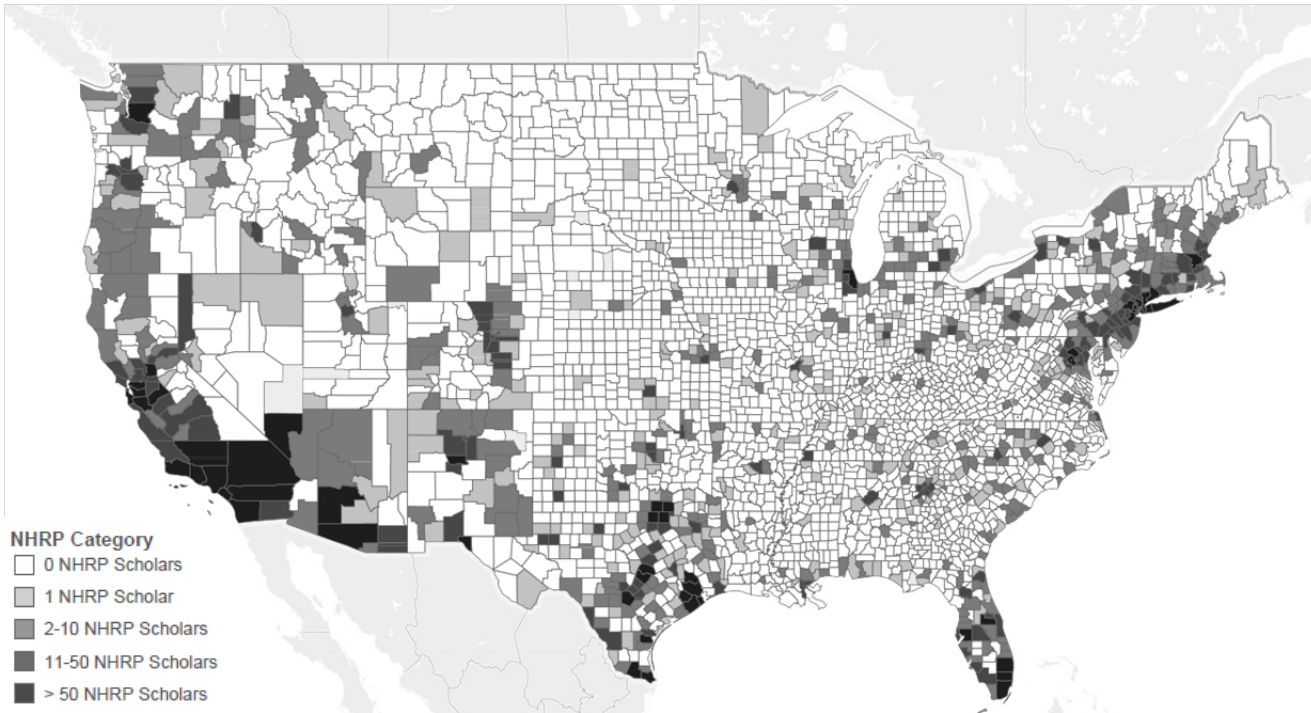 NHRP Category
0 NHRP Scholars
1 NHRP Scholar
2-10 NHRP Scholars
11-50 NHRP Scholars
> 50 NHRP Scholars